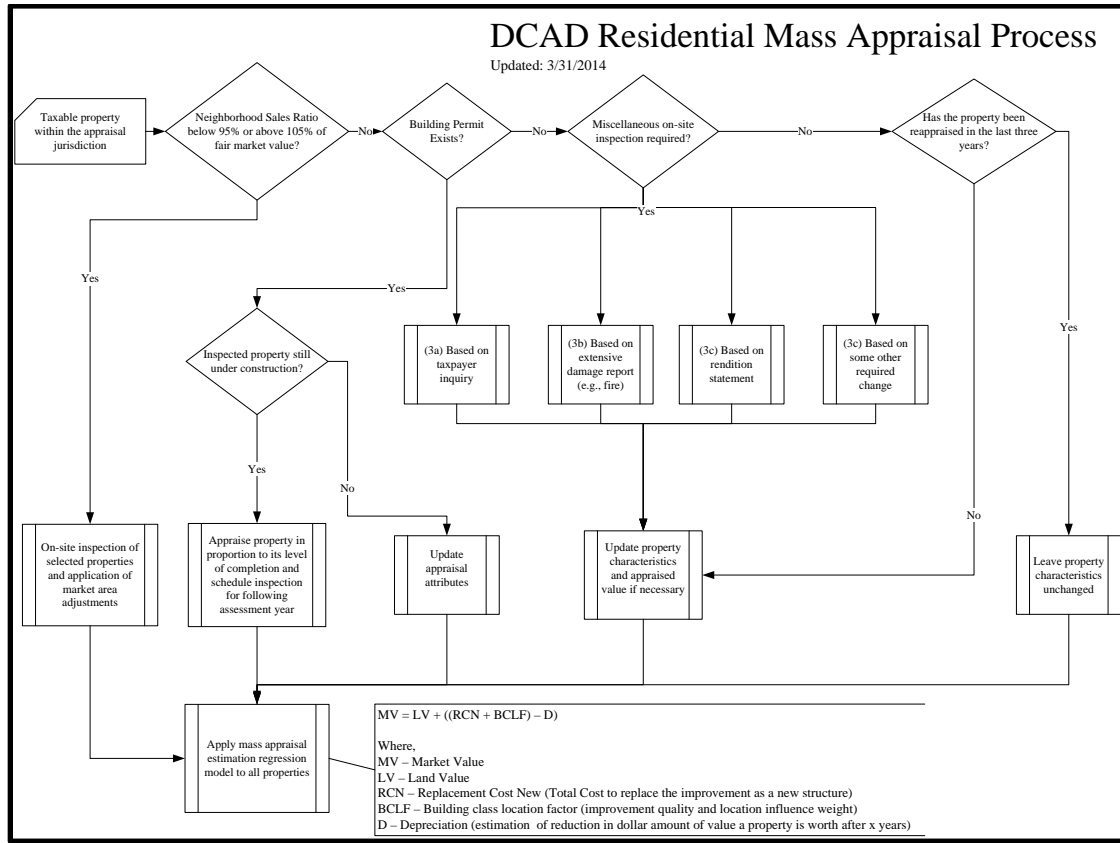 DCAD Residential Mass Appraisal Process
Updated: 3/31/2014
Taxable property
within the appraisal
jurisdiction
Neighborhood Sales Ratio
below 95% or above 105% of
fair market value?
No
Building Permit
Exists?
No
Miscellaneous on-site
inspection required?
No
Has the property been
reappraised in the last three
years?
Yes
Yes
Yes
Yes
Inspected property still
under construction?
(3a) Based on
taxpayer
inquiry
(3b) Based on
extensive
damage report
(e.g., fire)
(3c) Based on
rendition
statement
(3c) Based on
some other
required
change
Yes
No
No
On-site inspection of
selected properties
and application of
market area
adjustments
Appraise property in
proportion to its level
of completion and
schedule inspection
for following
assessment year
Update
appraisal
attributes
Update property
characteristics
and appraised
value if necessary
Leave property
characteristics
unchanged
Apply mass appraisal
estimation regression
model to all properties
MV = LV + ((RCN + BCLF) – D)
Where,
MV – Market Value
LV – Land Value
RCN – Replacement Cost New (Total Cost to replace the improvement as a new structure)
BCLF – Building class location factor (improvement quality and location influence weight)
D – Depreciation (estimation of reduction in dollar amount of value a property is worth after x years)